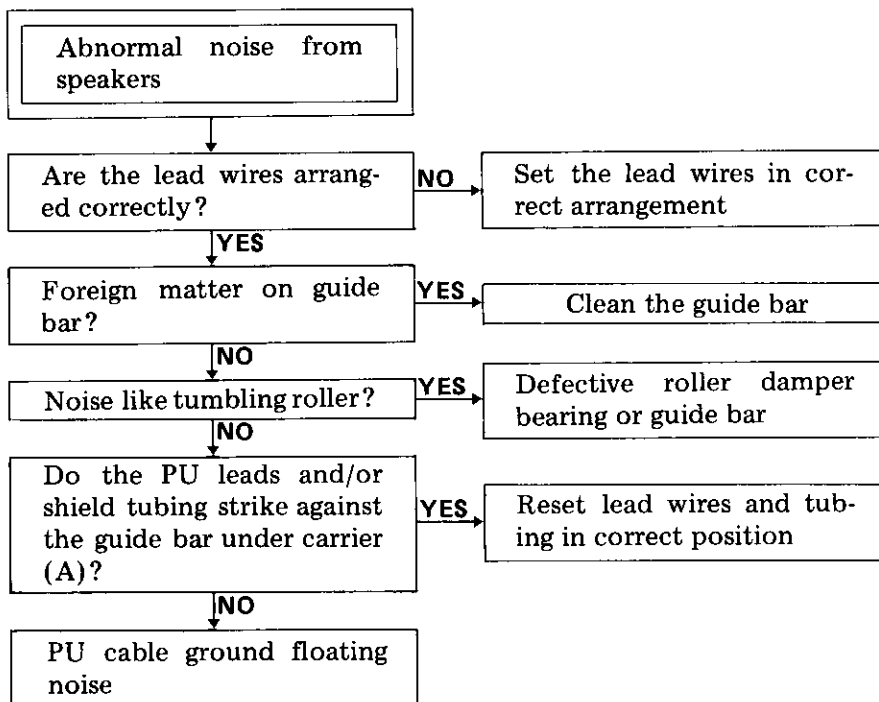 Abnormal noise from
speakers
Are the lead wires arrang-
ed correctly?
NO
Set the lead wires in cor-
rect arrangement
YES
Foreign matter on guide
bar?
YES
Clean the guide bar
NO
Noise like tumbling roller?
YES
Defective roller damper
bearing or guide bar
NO
Do the PU leads and/or
shield tubing strike against
the guide bar under carrier
(A)?
YES
Reset lead wires and tub-
ing in correct position
NO
PU cable ground floating
noise